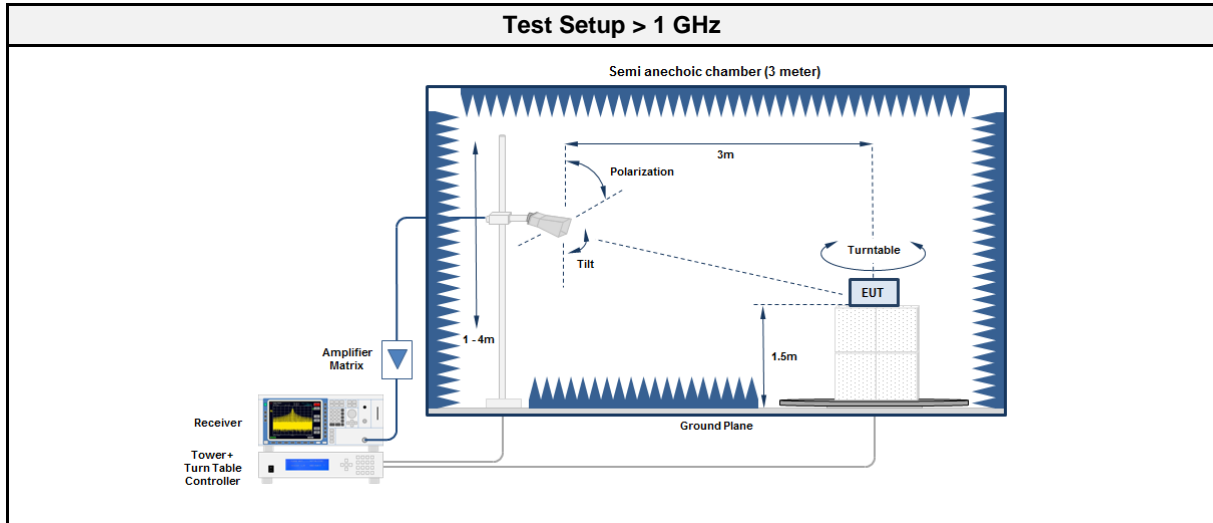 Test Setup > 1 GHz
Semi anechoic chamber (3 meter)
3m
Polarization
Tilt
Turntable
EUT
1 - 4m
1.5m
Amplifier
Matrix
Ground Plane
Receiver
Tower+
Turn Table
Controller